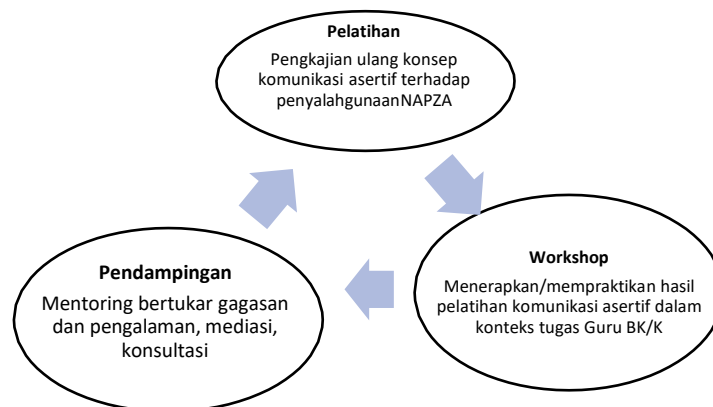 Pelatihan
Pengkajian ulang konsep
komunikasi asertif terhadap
penyalahgunaanNAPZA
Workshop
Menerapkan/mempraktikan hasil
pelatihan komunikasi asertif dalam
konteks tugas Guru BK/K
Pendampingan
Mentoring bertukar gagasan
dan pengalaman, mediasi,
konsultasi